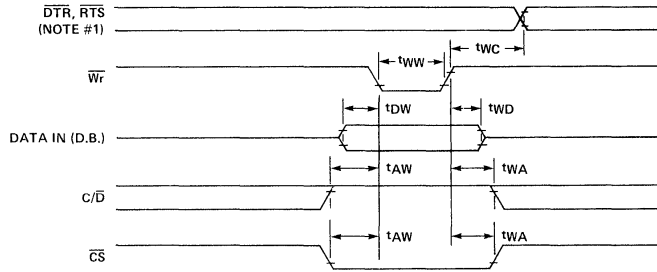 DTR, RTS
(NOTE #1)
tWC
tWW
Wr
tDW
tWD
DATA IN (D.B.)
tAW
tWA
C/D
tAW
tWA
CS